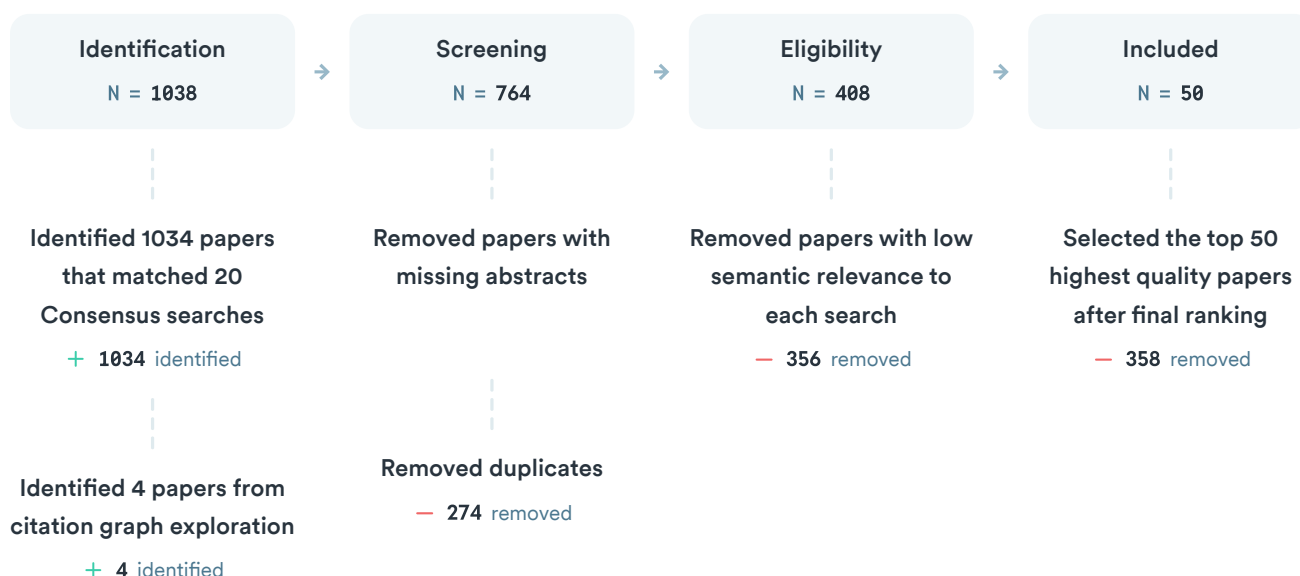 Identification
N = 1038
Screening
N = 764
Eligibility
N = 408
Included
N = 50
Identified 1034 papers
that matched 20
Consensus searches
+ 1034 identified
Identified 4 papers from
citation graph exploration
+ 4 identified
Removed papers with
missing abstracts
Removed duplicates
− 274 removed
Removed papers with low
semantic relevance to
each search
− 356 removed
Selected the top 50
highest quality papers
after final ranking
− 358 removed